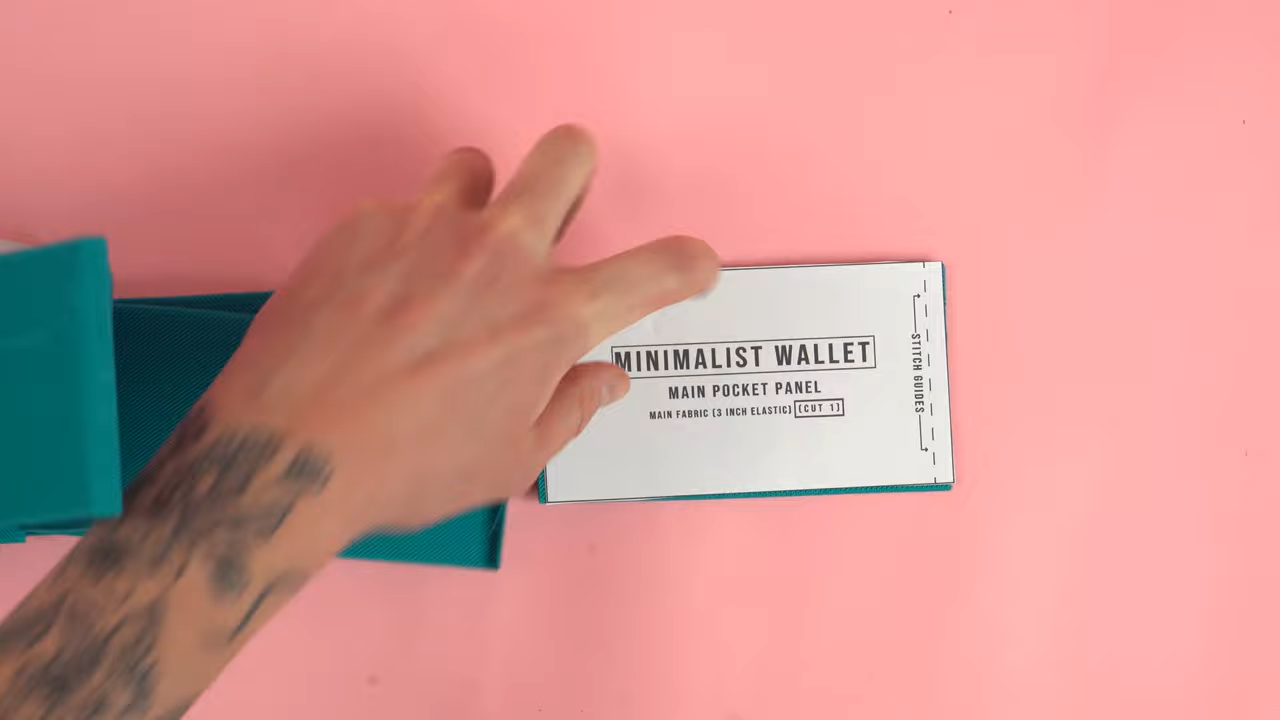 MINIMALIST WALLET
MAIN POCKET PANEL
MAIN FABRIC (3 INCH ELASTIC) (CUT 1)
STITCH GUIDES